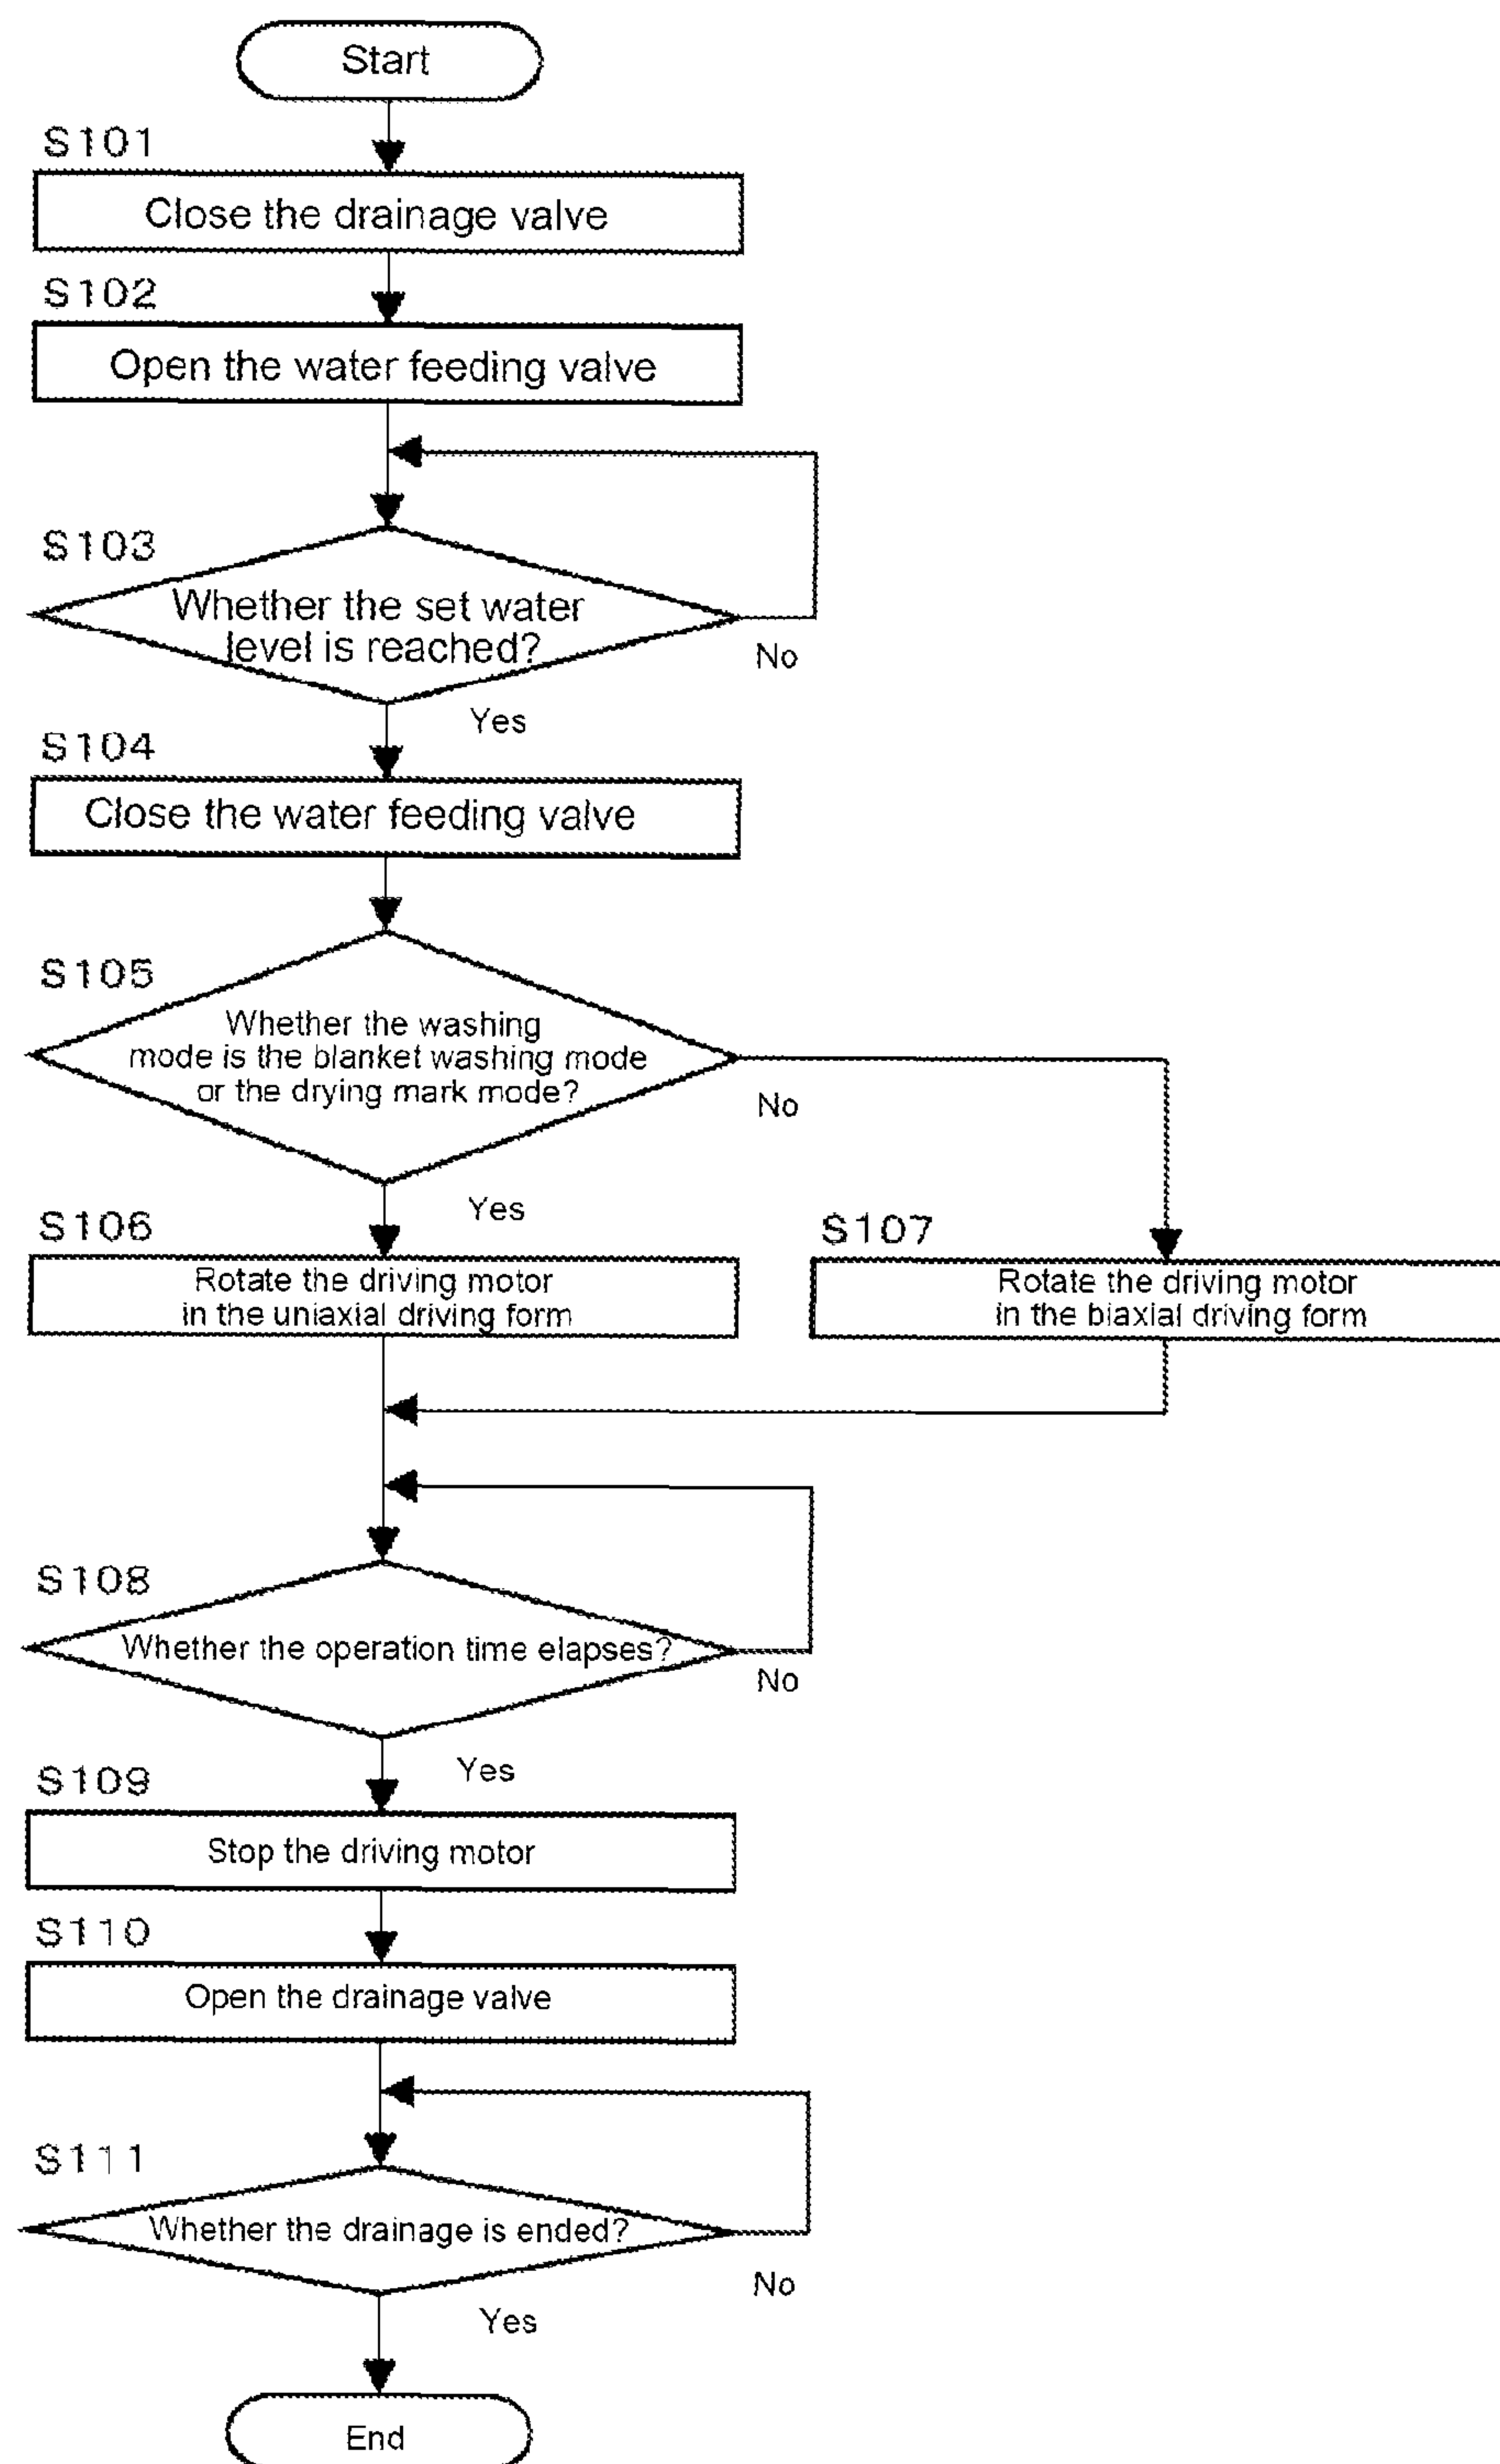 Start
S101
Close the drainage valve
S102
Open the water feeding valve
S103
Whether the set water
level is reached?
No
Yes
S104
Close the water feeding valve
S105
Whether the washing
mode is the blanket washing mode
or the drying mark mode?
No
Yes
S106
Rotate the driving motor
in the uniaxial driving form
S107
Rotate the driving motor
in the biaxial driving form
S108
Whether the operation time elapses?
No
Yes
S109
Stop the driving motor
S110
Open the drainage valve
S111
Whether the drainage is ended?
No
Yes
End